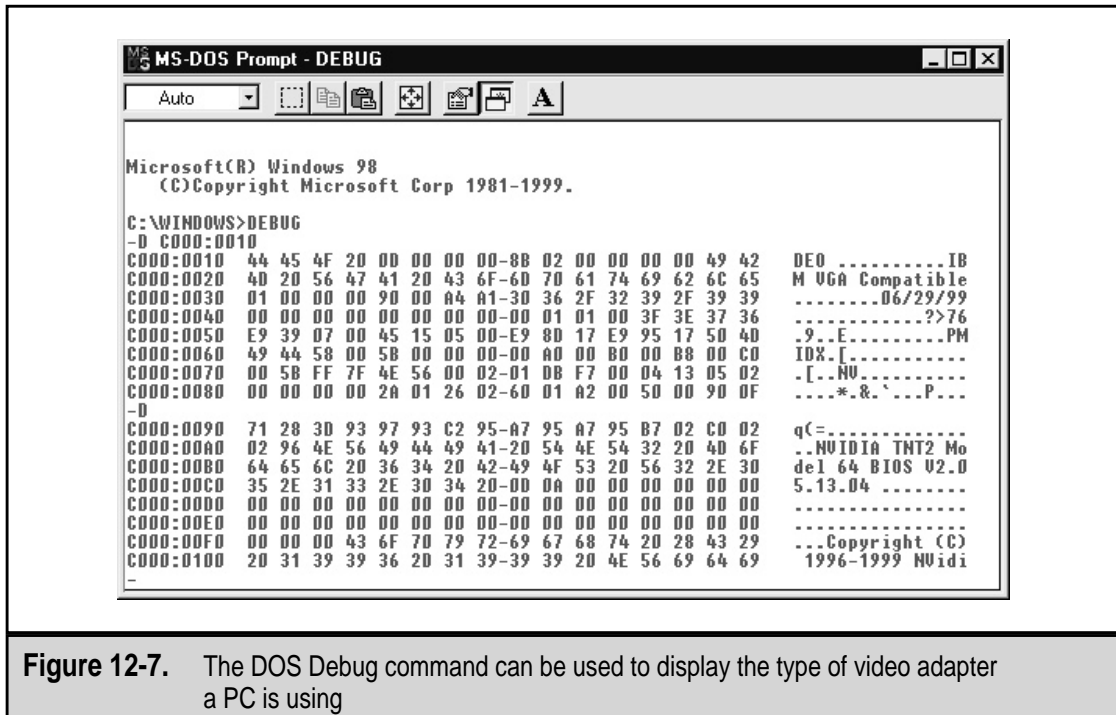 MS-DOS Prompt - DEBUG
Auto
A
Microsoft(R) Windows 98
(C)Copyright Microsoft Corp 1981-1999.
C:\WINDOWS>DEBUG
-D C000:0010
C000:0010 44 45 4F 20 0D 00 00 00-8B 02 00 00 00 00 49 42 DEO ..........IB
C000:0020 4D 20 56 47 41 20 43 6F-6D 70 61 74 69 62 6C 65 M VGA Compatible
C000:0030 01 00 00 00 90 00 A4 A1-30 36 2F 32 39 2F 39 39 ........06/29/99
C000:0040 00 00 00 00 00 00 00 00-00 01 01 00 3F 3E 37 36 ............?>76
C000:0050 E9 39 07 00 45 15 05 00-E9 8D 17 E9 95 17 50 4D .9..E.........PM
C000:0060 49 44 58 00 5B 00 00 00-00 A0 00 B0 00 B8 00 C0 IDX.[...........
C000:0070 00 5B FF 7F 4E 56 00 02-01 DB F7 00 04 13 05 02 .[..NV..........
C000:0080 00 00 00 00 2A 01 26 02-60 01 A2 00 50 00 90 0F ....*.&.`...P...
-D
C000:0090 71 28 3D 93 97 93 C2 95-A7 95 A7 95 B7 02 C0 02 q(=.............
C000:00A0 02 96 4E 56 49 44 49 41-20 54 4E 54 32 20 4D 6F ..NVIDIA TNT2 Mo
C000:00B0 64 65 6C 20 36 34 20 42-49 4F 53 20 56 32 2E 30 del 64 BIOS V2.0
C000:00C0 35 2E 31 33 2E 30 34 20-0D 0A 00 00 00 00 00 00 5.13.04 ........
C000:00D0 00 00 00 00 00 00 00 00-00 00 00 00 00 00 00 00 ................
C000:00E0 00 00 00 00 00 00 00 00-00 00 00 00 00 00 00 00 ................
C000:00F0 00 00 00 43 6F 70 79 72-69 67 68 74 20 28 43 29 ...Copyright (C)
C000:0100 20 31 39 39 36 2D 31 39-39 39 20 4E 56 69 64 69 1996-1999 NVidi
-
Figure 12-7. The DOS Debug command can be used to display the type of video adapter
a PC is using